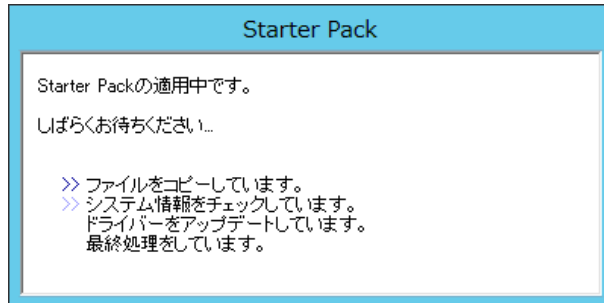 Starter Pack
Starter Packの適用中です。
しばらくお待ちください...
>> ファイルをコピーしています。
>> システム情報をチェックしています。
ドライバーをアップデートしています。
最終処理をしています。